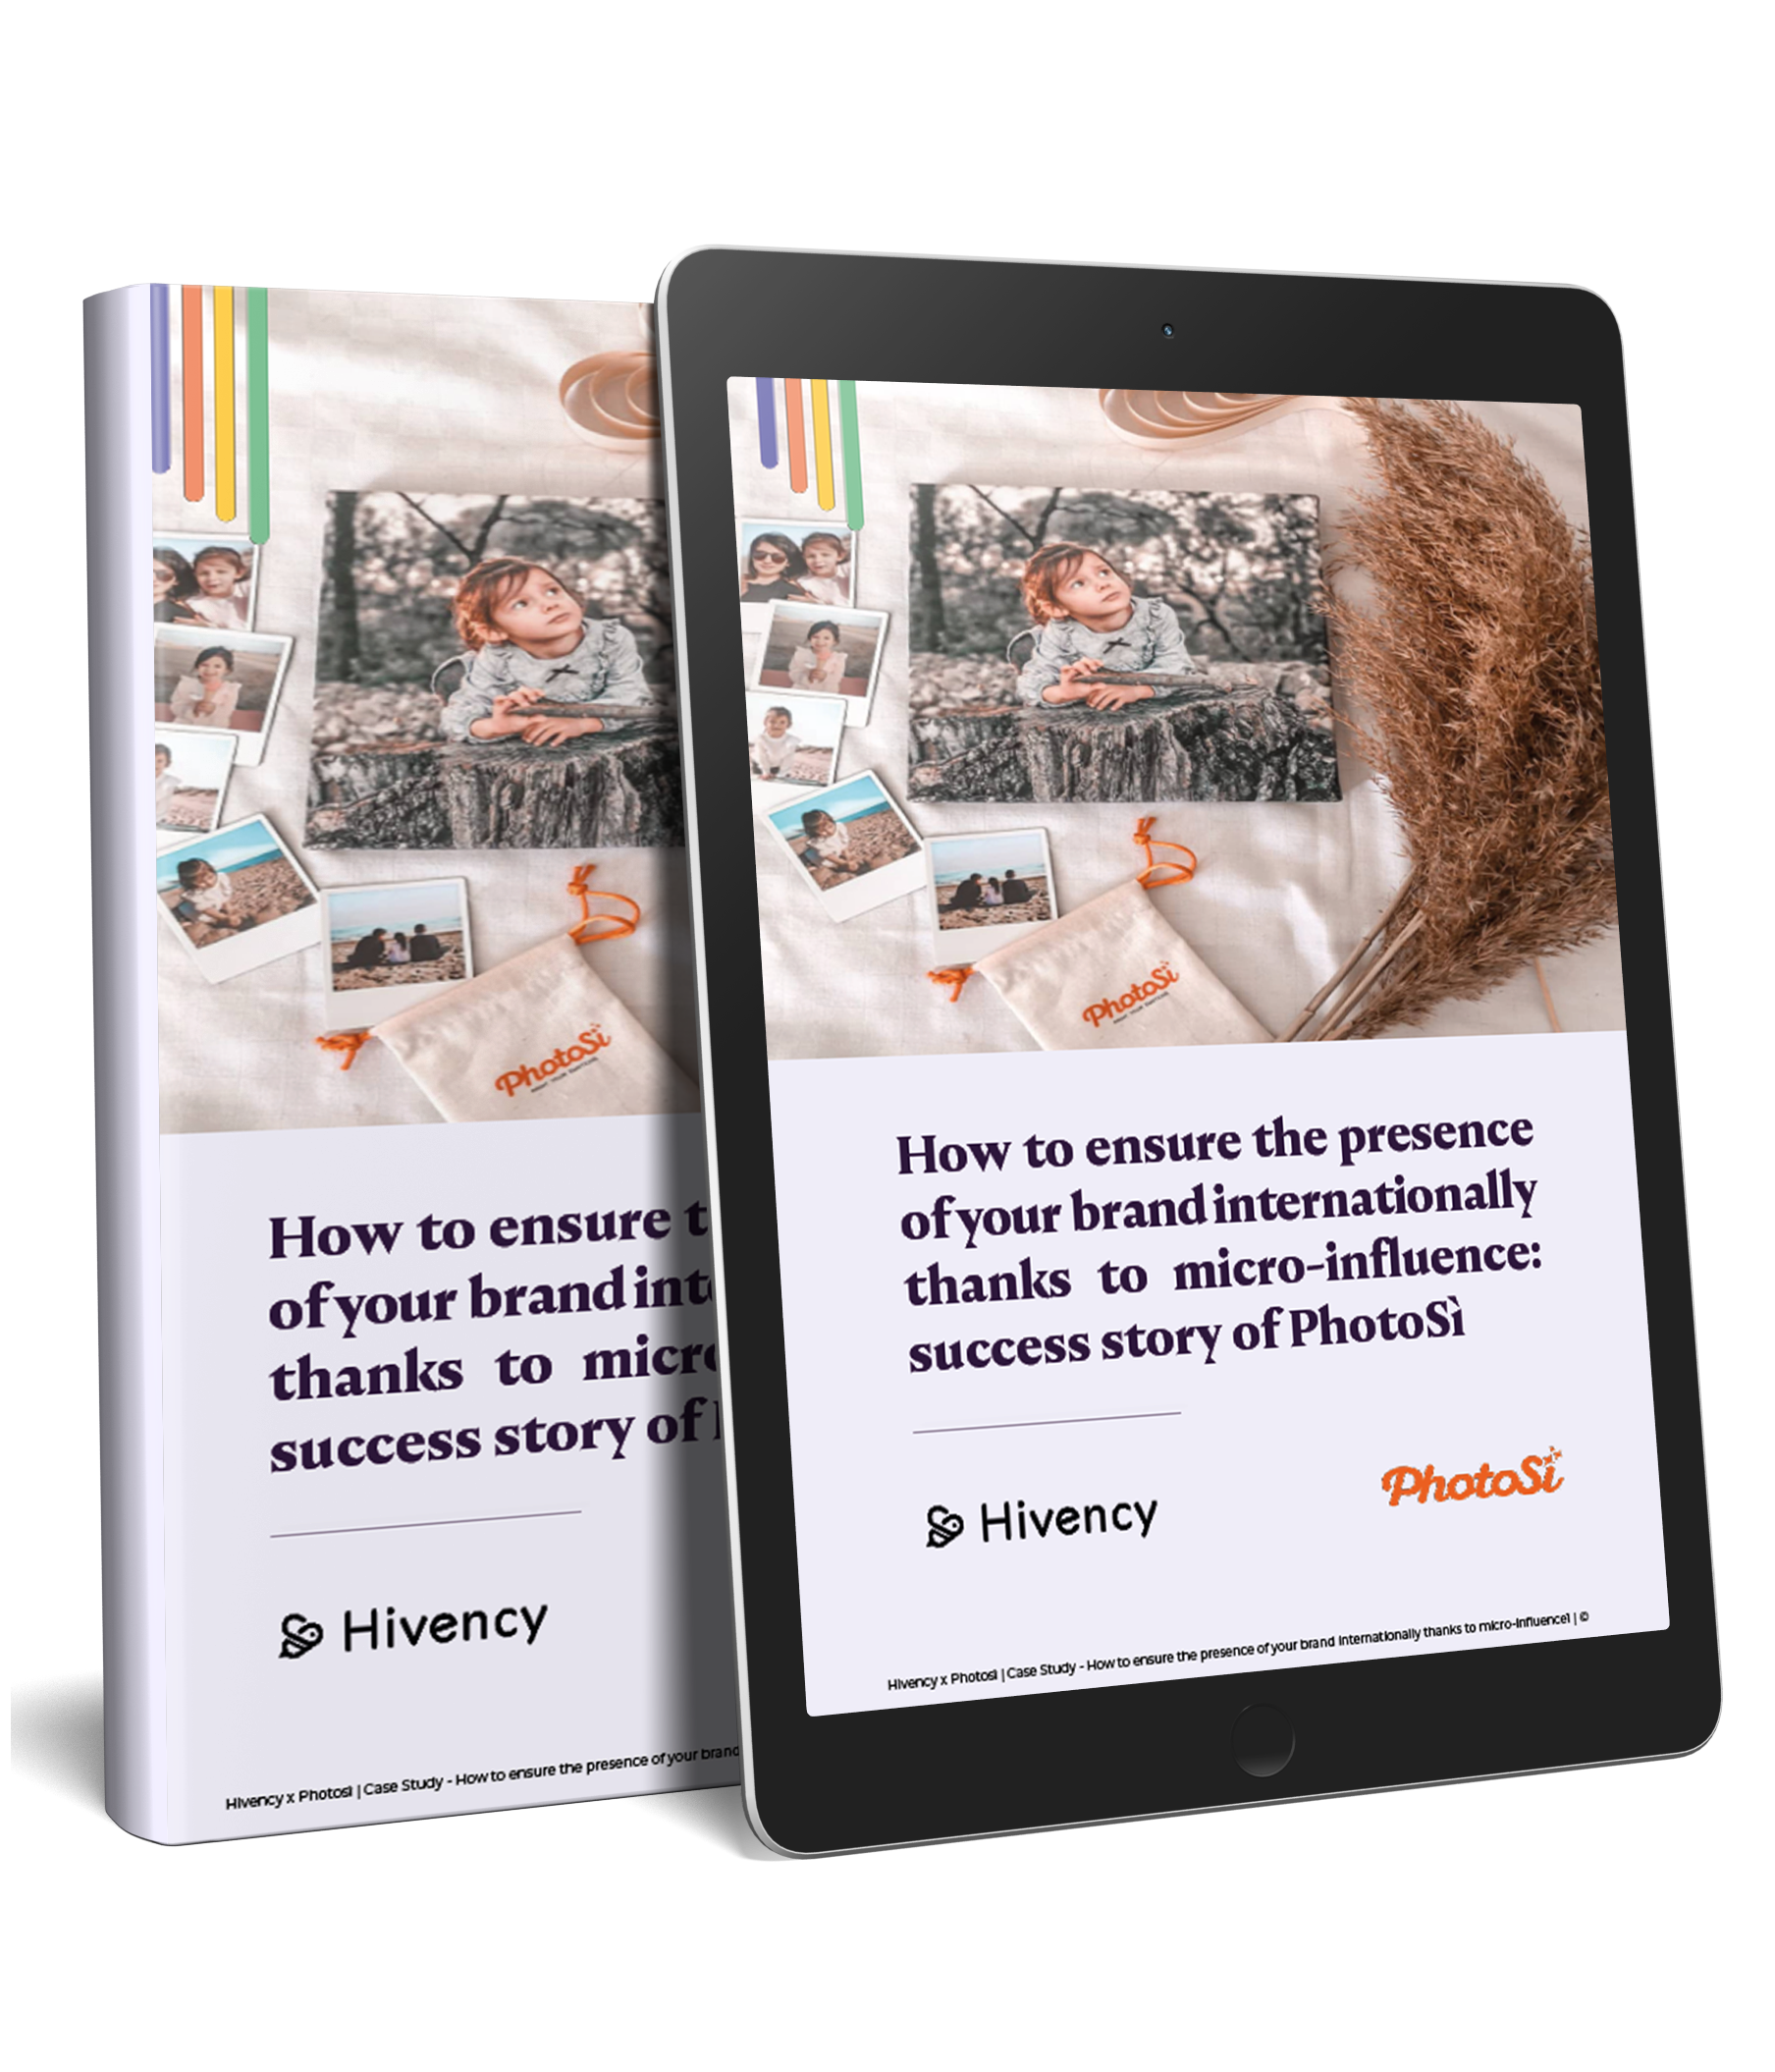 PhotoSì
How to ensure t
of your brand int
thanks to micro
success story of
Hivency
Hivency x Photosì | Case Study - How to ensure the presence of your brand
PhotoSì
How to ensure the presence
of your brand internationally
thanks to micro-influence:
success story of PhotoSì
Hivency
PhotoSì
Hivency x Photosì | Case Study - How to ensure the presence of your brand internationally thanks to micro-influence1 | ©